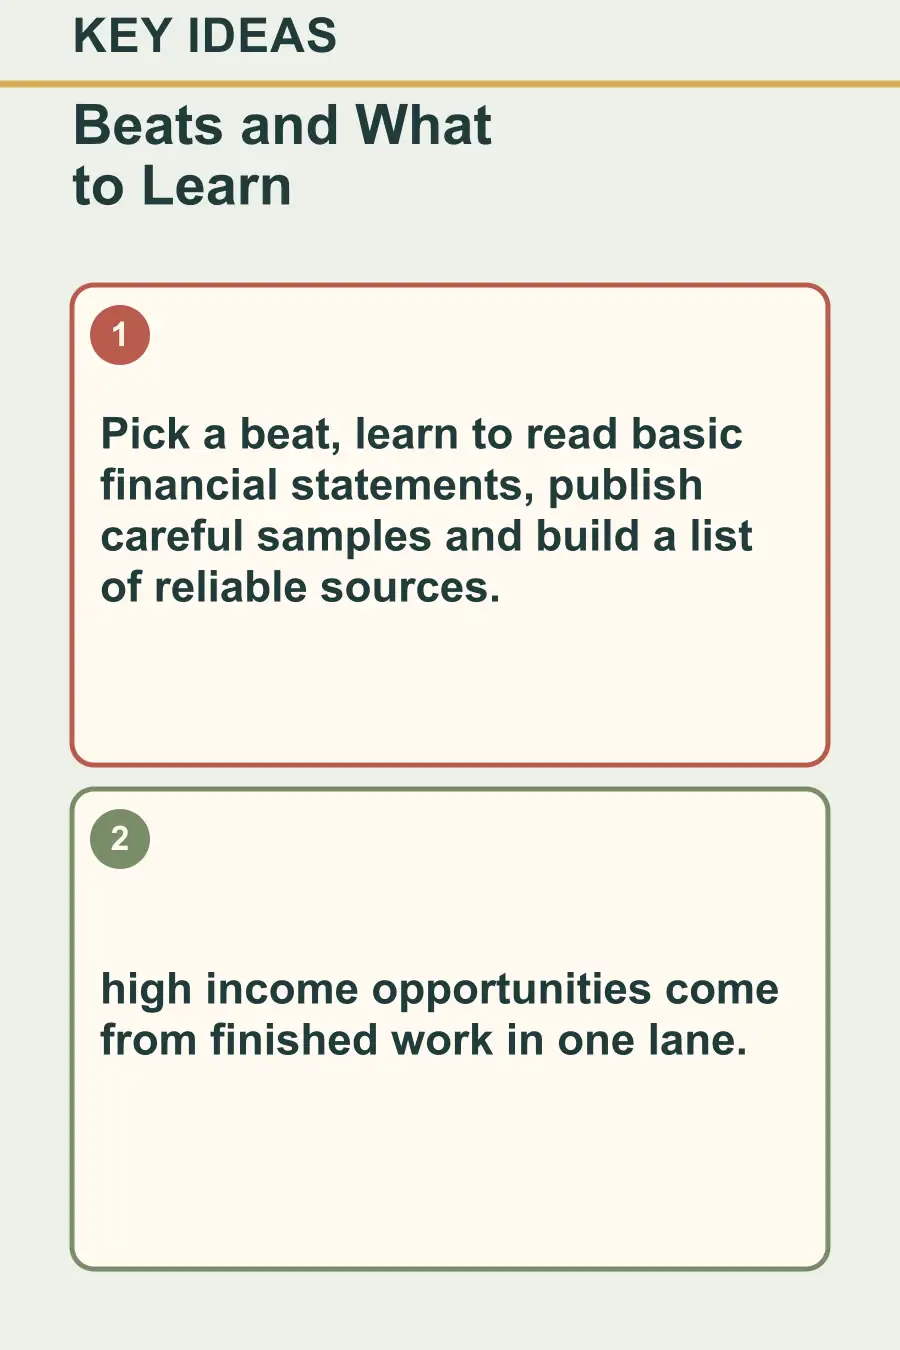 KEY IDEAS
Beats and What
to Learn
1
Pick a beat, learn to read basic
financial statements, publish
careful samples and build a list
of reliable sources.
2
high income opportunities come
from finished work in one lane.